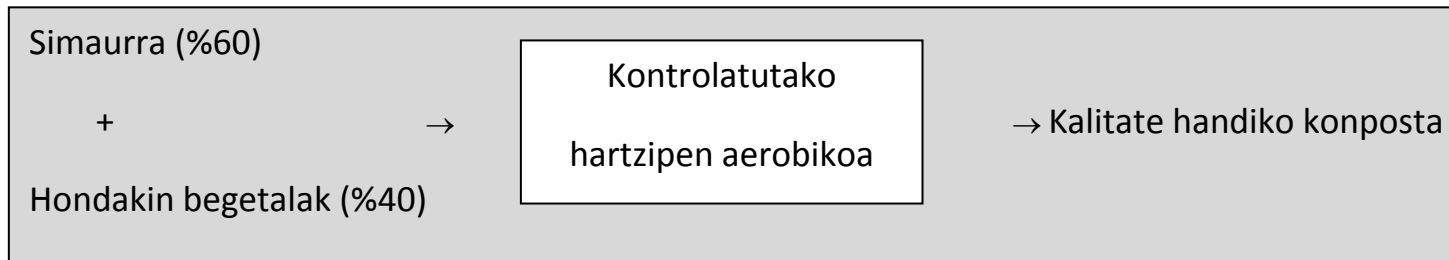 Simaurra (%60)
+
Hondakin begetalak (%40)
→
Kontrolatutako
hartzipen aerobikoa
→ Kalitate handiko konposta